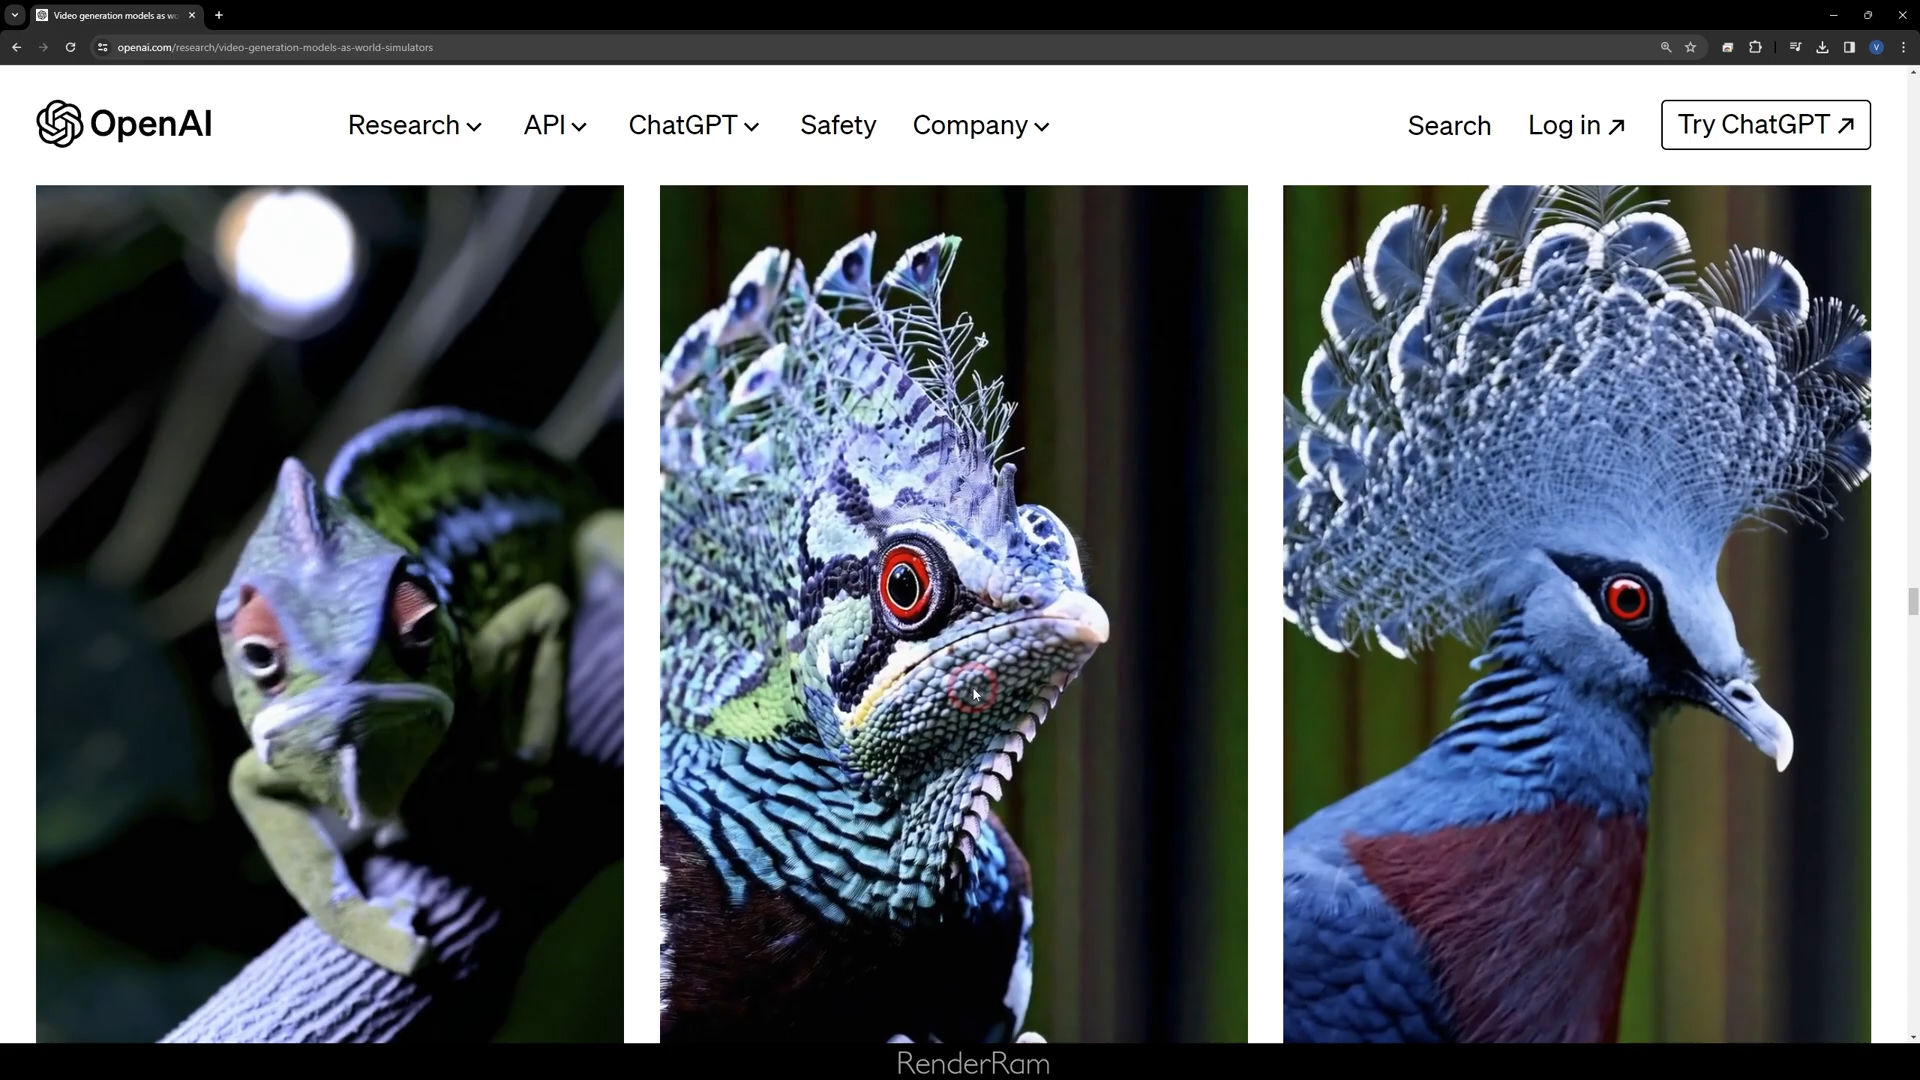 Video generation models as wo
openai.com/research/video-generation-models-as-world-simulators
V
OpenAI
Research
API
ChatGPT
Safety
Company
Search
Log in ↗
Try ChatGPT ↗
RenderRam